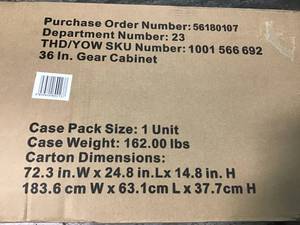 Purchase Order Number: 56180107
Department Number: 23
THD/YOW SKU Number: 1001 566 692
36 In. Gear Cabinet
Case Pack Size: 1 Unit
Case Weight: 162.00 lbs
Carton Dimensions:
72.3 in.W x 24.8 in.Lx 14.8 in. H
183.6 cm W x 63.1cm L x 37.7cm H